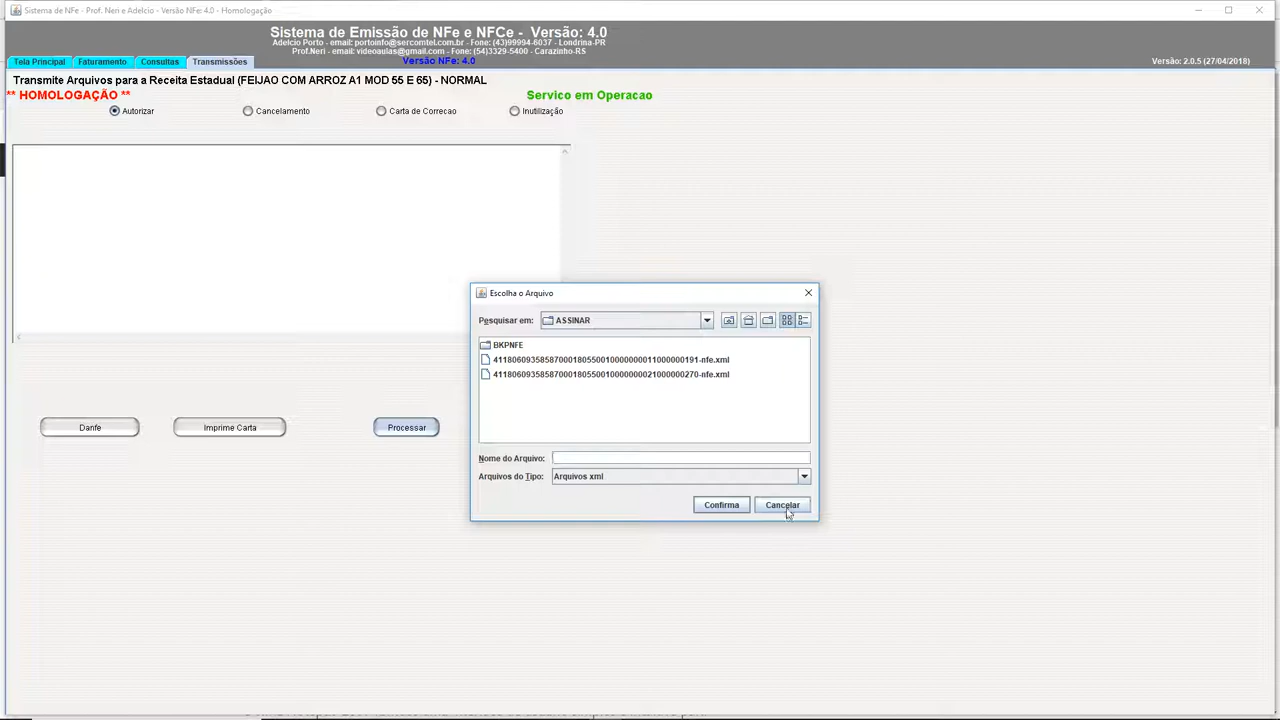 Sistema de NFe - Prof. Neri e Adelcio - Versão NFe: 4.0 - Homologação
Sistema de Emissão de NFe e NFCe - Versão: 4.0
Adelcio Porto - email: portoinfo@sercomtel.com.br - Fone: (43)99994-6037 - Londrina-PR
Prof.Neri - email: videoaulas@gmail.com - Fone: (54)3329-5400 - Carazinho-RS
Versão NFe: 4.0
Tela Principal Faturamento Consultas Transmissões
Versão: 2.0.5 (27/04/2018)
Transmite Arquivos para a Receita Estadual (FEIJAO COM ARROZ A1 MOD 55 E 65) - NORMAL
** HOMOLOGAÇÃO **
Servico em Operacao
Autorizar Cancelamento Carta de Correcao Inutilização
Escolha o Arquivo
Pesquisar em: ASSINAR
BKPNFE
41180609358587000180550010000000011000000191-nfe.xml
41180609358587000180550010000000021000000270-nfe.xml
Nome do Arquivo:
Arquivos do Tipo: Arquivos xml
Confirma Cancelar
Danfe Imprime Carta Processar